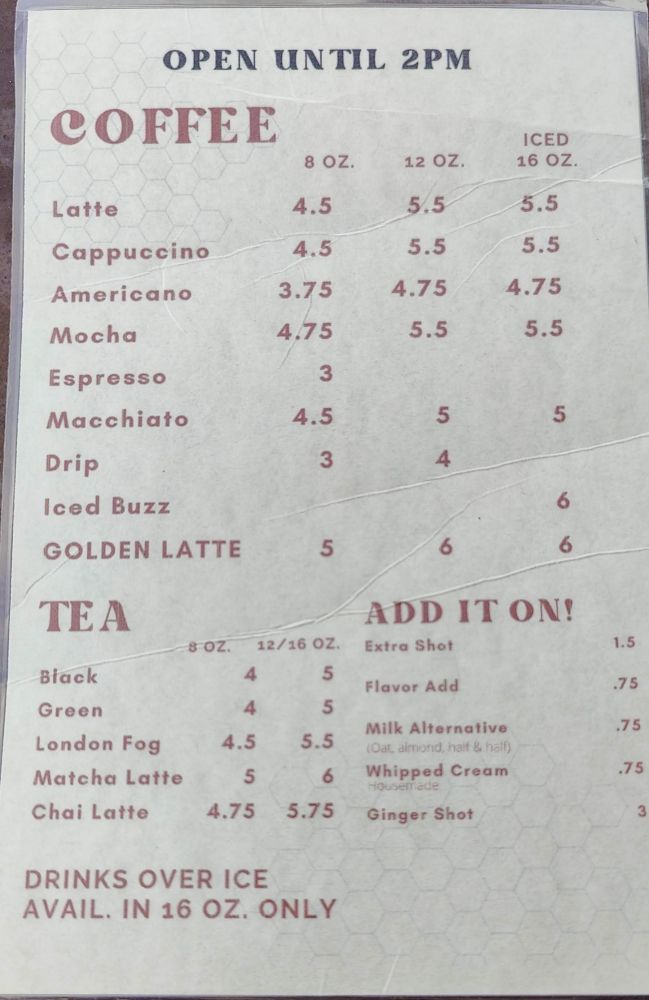 OPEN UNTIL 2PM
COFFEE
8 OZ. 12 OZ. ICED 16 OZ.
Latte 4.5 5.5 5.5
Cappuccino 4.5 5.5 5.5
Americano 3.75 4.75 4.75
Mocha 4.75 5.5 5.5
Espresso 3
Macchiato 4.5 5 5
Drip 3 4
Iced Buzz 6
GOLDEN LATTE 5 6 6
TEA
8 OZ. 12/16 OZ.
Black 4 5
Green 4 5
London Fog 4.5 5.5
Matcha Latte 5 6
Chai Latte 4.75 5.75
ADD IT ON!
Extra Shot 1.5
Flavor Add .75
Milk Alternative .75
(Oat, almond, half & half)
Whipped Cream .75
Housemade
Ginger Shot 3
DRINKS OVER ICE
AVAIL. IN 16 OZ. ONLY